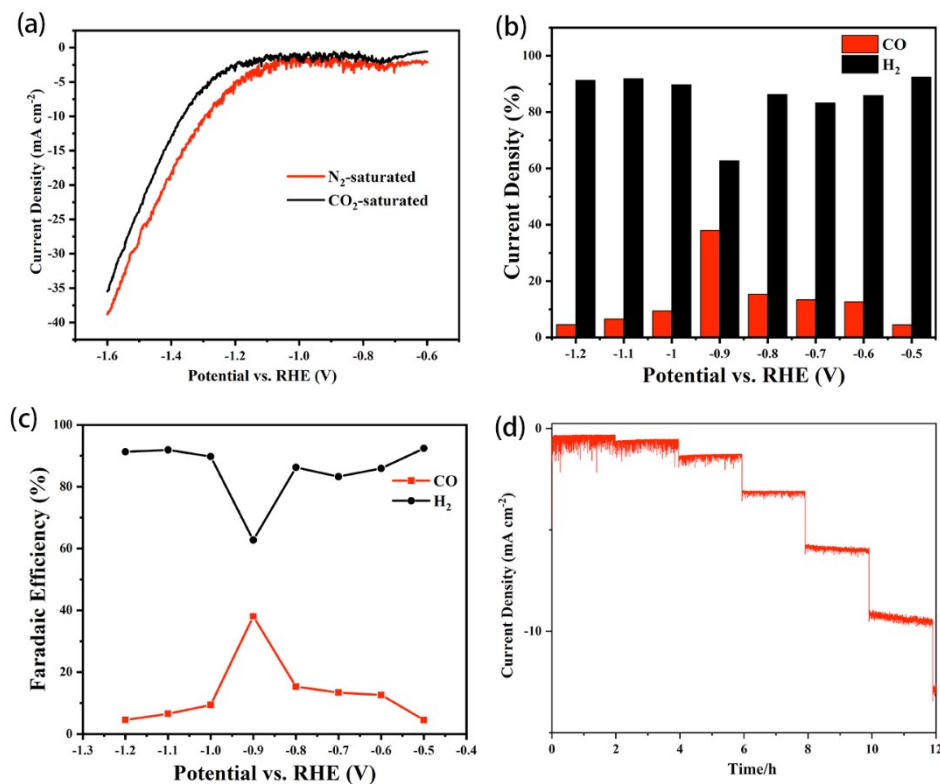 (a)
0
-5
-10
-15
-20
-25
-30
-35
-40
Current Density (mA cm⁻²)
N₂-saturated
CO₂-saturated
-1.6 -1.4 -1.2 -1.0 -0.8 -0.6
Potential vs. RHE (V)
(b)
100
80
60
40
20
0
Current Density (%)
CO
H₂
-1.2 -1.1 -1 -0.9 -0.8 -0.7 -0.6 -0.5
Potential vs. RHE (V)
(c)
100
80
60
40
20
0
Faradaic Efficiency (%)
CO
H₂
-1.3 -1.2 -1.1 -1.0 -0.9 -0.8 -0.7 -0.6 -0.5 -0.4
Potential vs. RHE (V)
(d)
0
-10
Current Density (mA cm⁻²)
0 2 4 6 8 10 12
Time/h